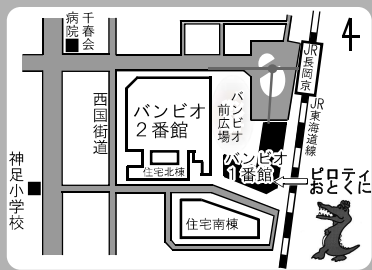 千春会
病院
4
JR長岡京
JR東海道線
西国街道
バンビオ
2番館
バンビオ
前広場
バンビオ
1番館
ピロティ
おとくに
住宅北棟
神足小学校
住宅南棟